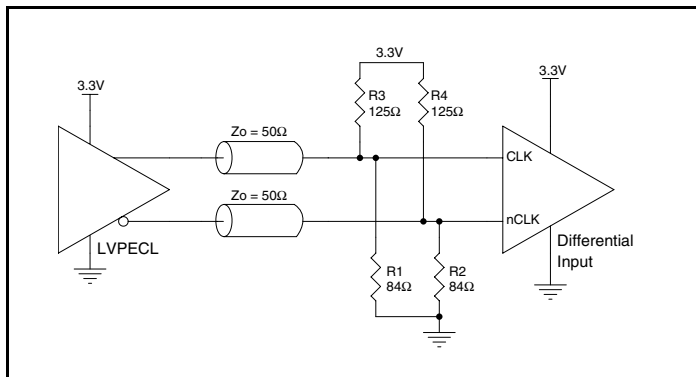 3.3V
3.3V
3.3V
R3
125Ω
R4
125Ω
Zo = 50Ω
CLK
Zo = 50Ω
nCLK
LVPECL
Differential
Input
R1
84Ω
R2
84Ω